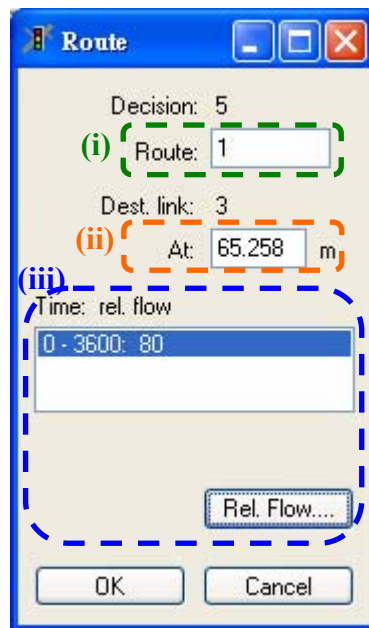 Route
Decision: 5
(i) Route: 1
Dest. link: 3
(ii) At: 65.258 m
(iii)
Time: rel. flow
0 - 3600: 80
Rel. Flow....
OK Cancel